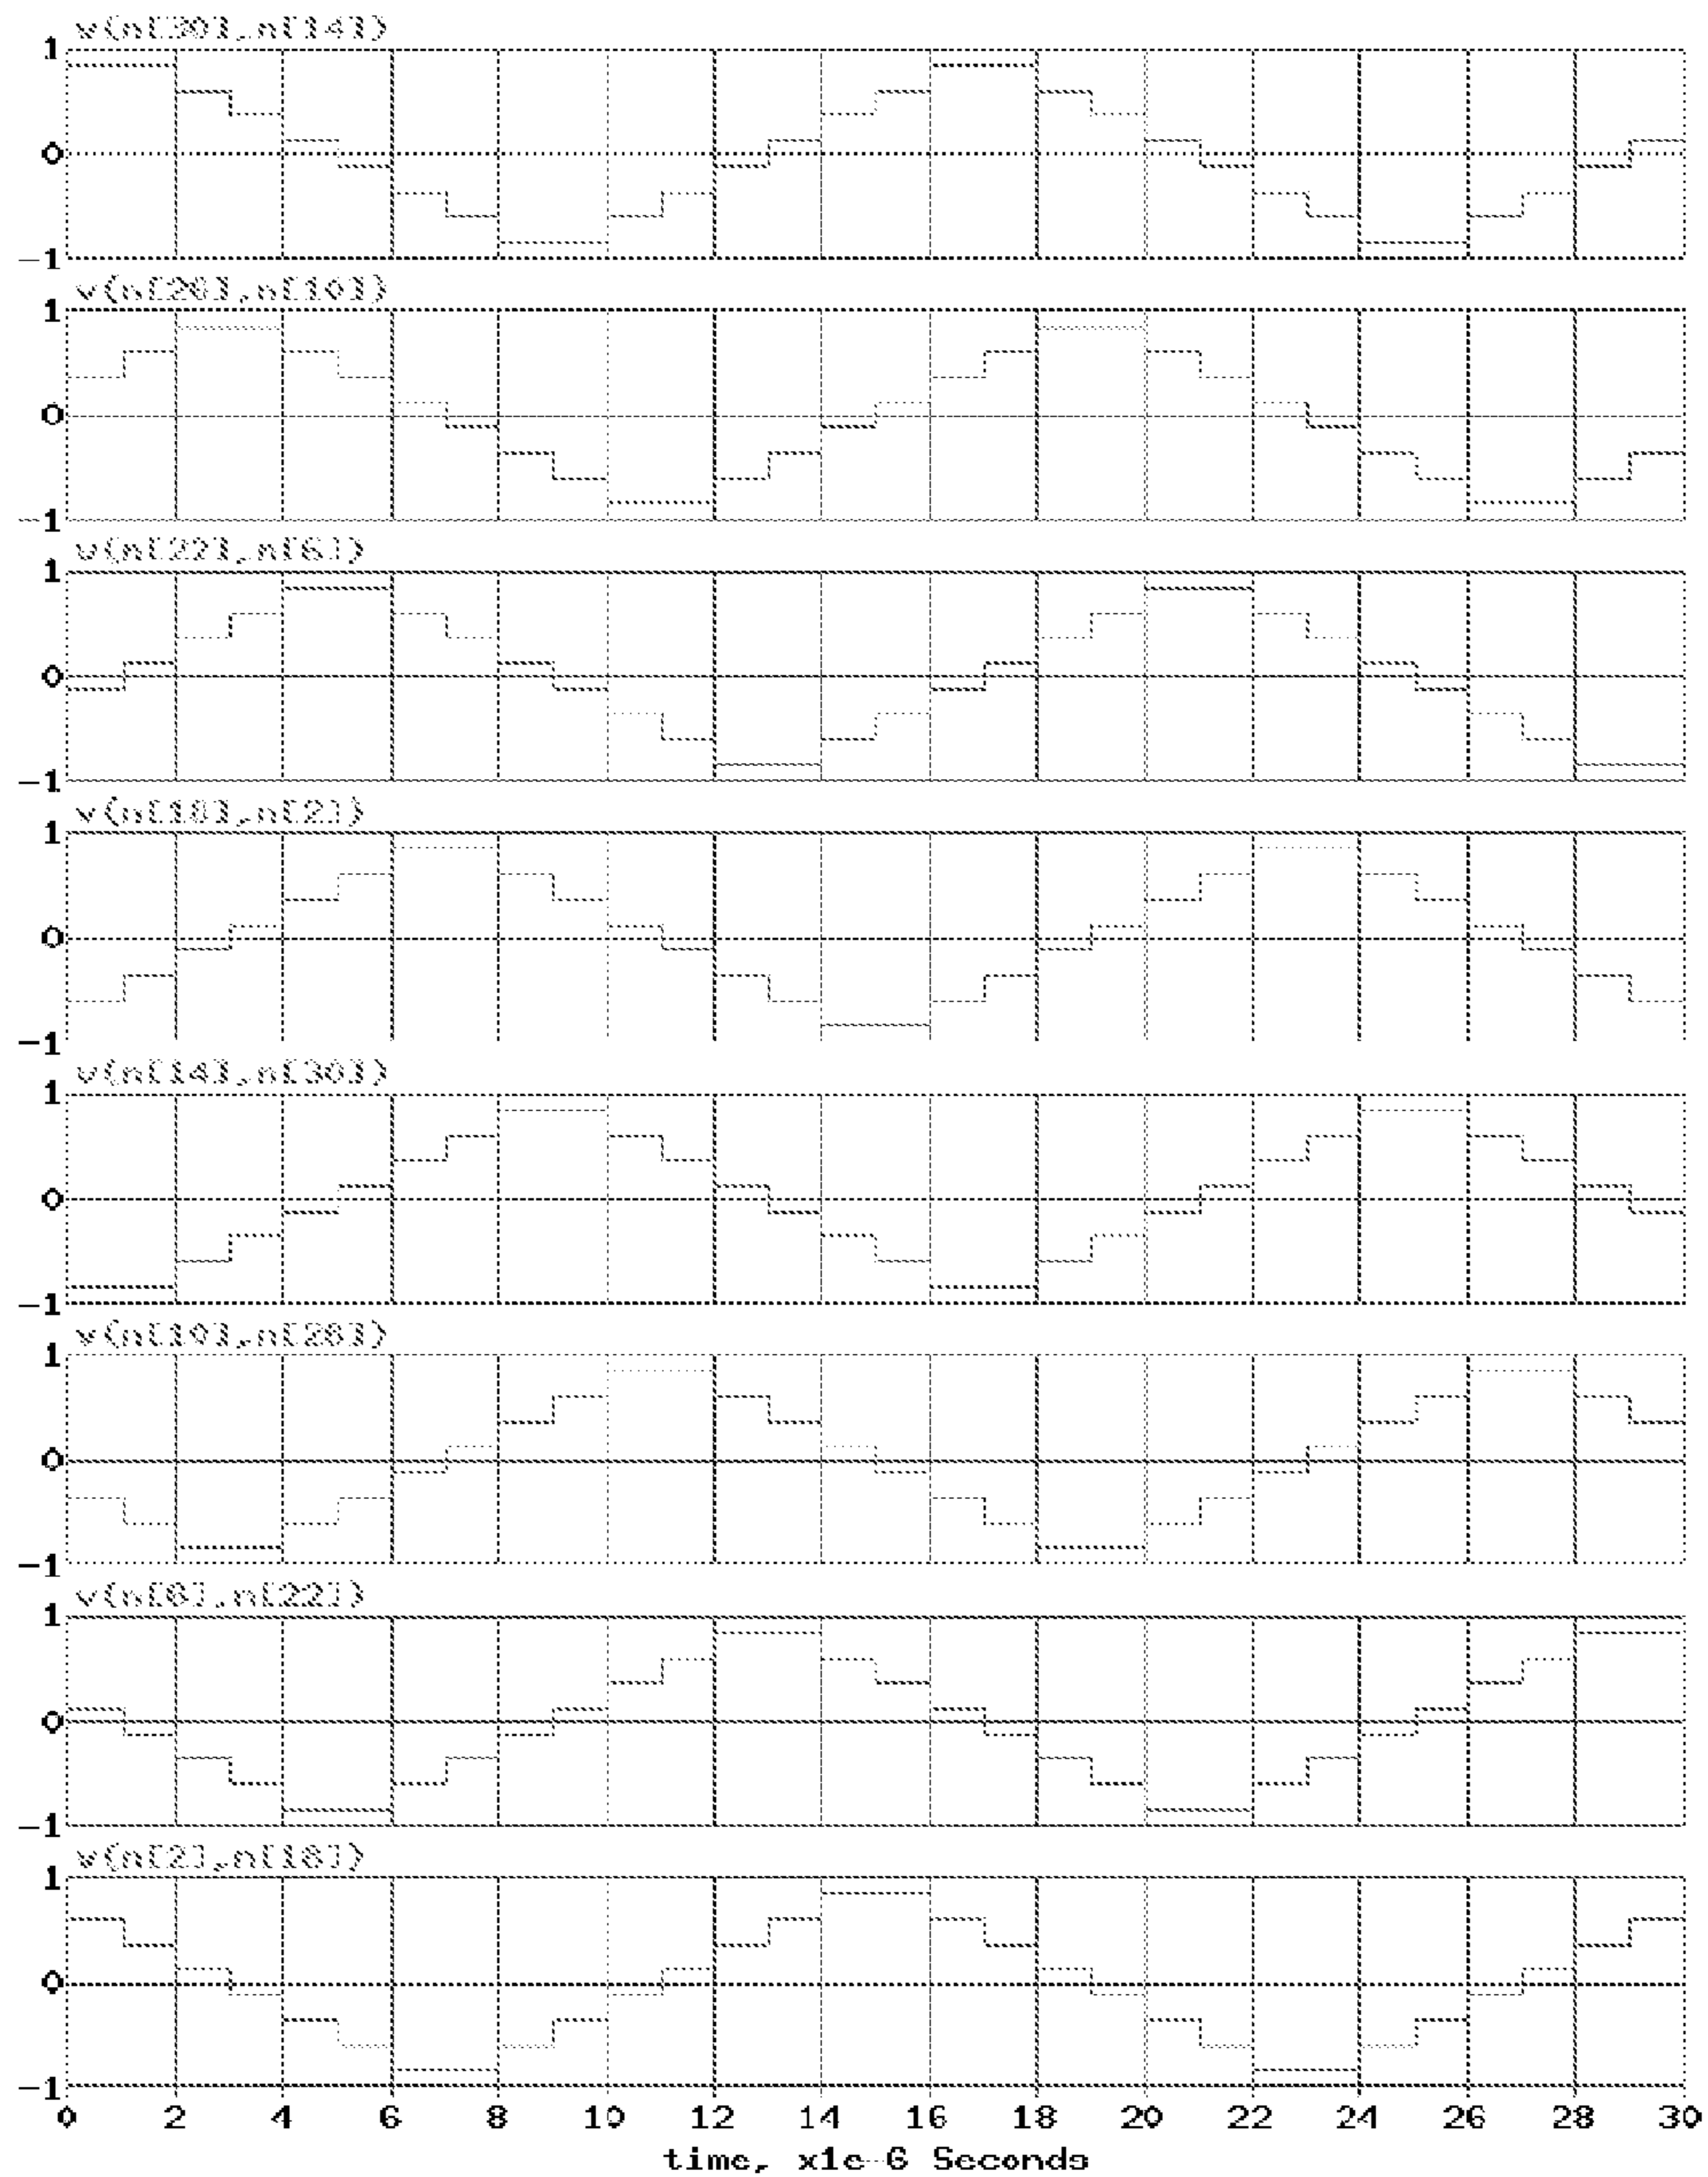 v(n[30],n[14])
1
0
-1
v(n[26],n[10])
1
0
-1
v(n[22],n[6])
1
0
-1
v(n[18],n[2])
1
0
-1
v(n[14],n[30])
1
0
-1
v(n[10],n[26])
1
0
-1
v(n[6],n[22])
1
0
-1
v(n[2],n[18])
1
0
-1
0 2 4 6 8 10 12 14 16 18 20 22 24 26 28 30
time, x1e-6 Seconds